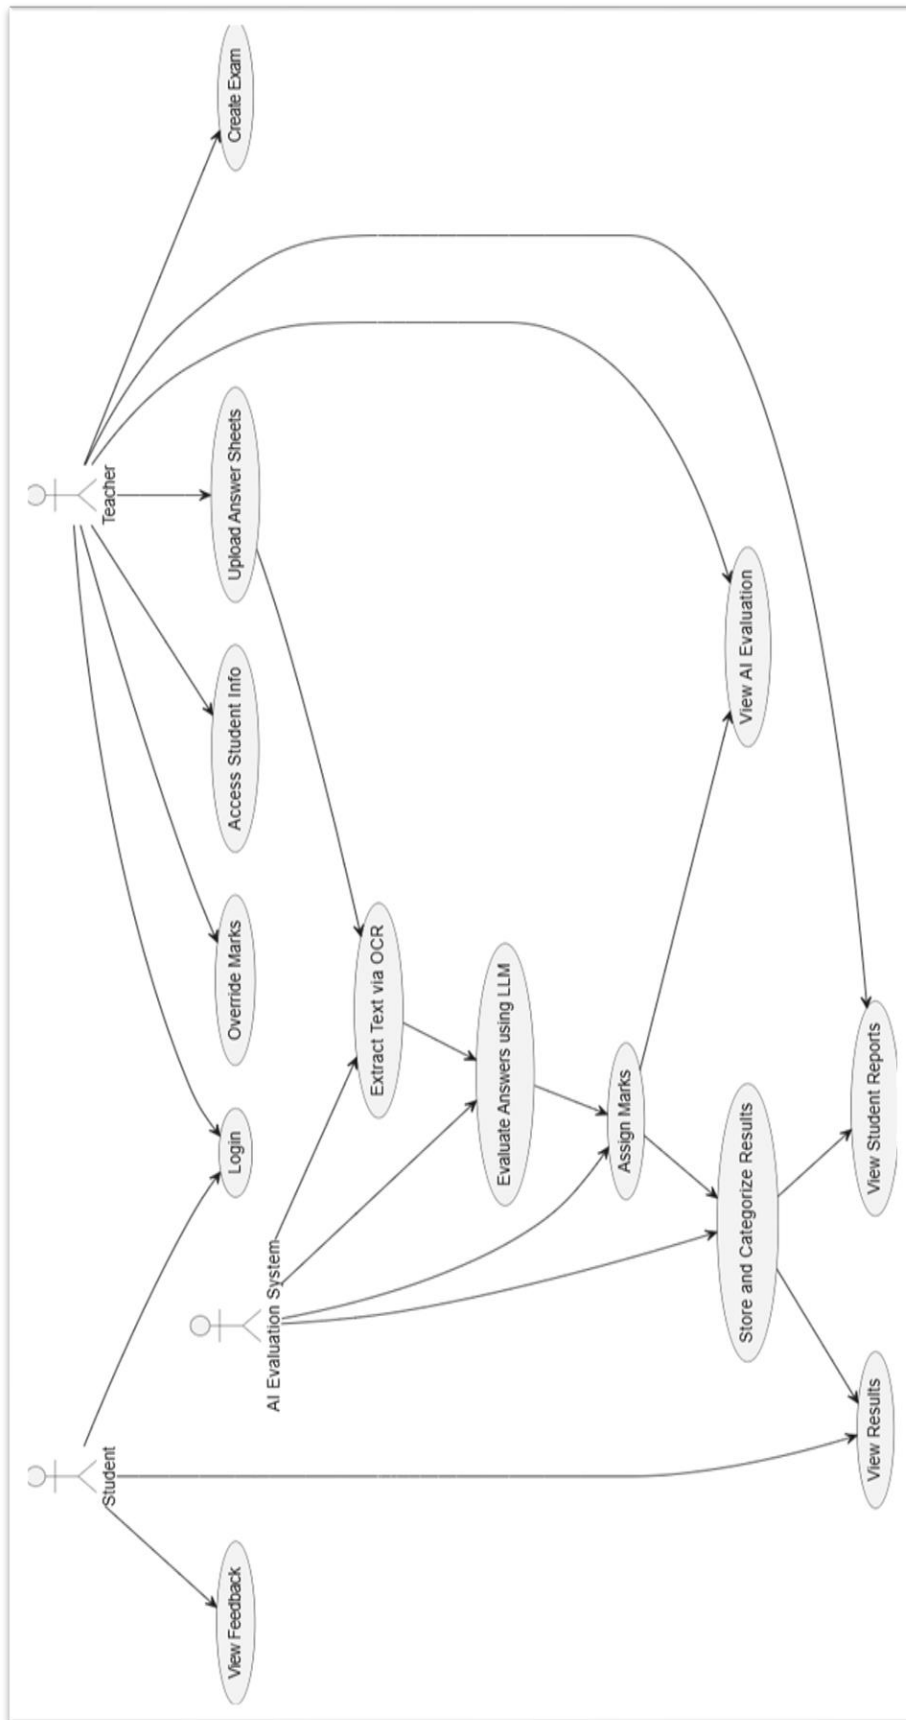 Student
Teacher
AI Evaluation System
View Feedback
Login
Override Marks
Access Student Info
Upload Answer Sheets
Create Exam
Extract Text via OCR
Evaluate Answers using LLM
Assign Marks
Store and Categorize Results
View AI Evaluation
View Results
View Student Reports